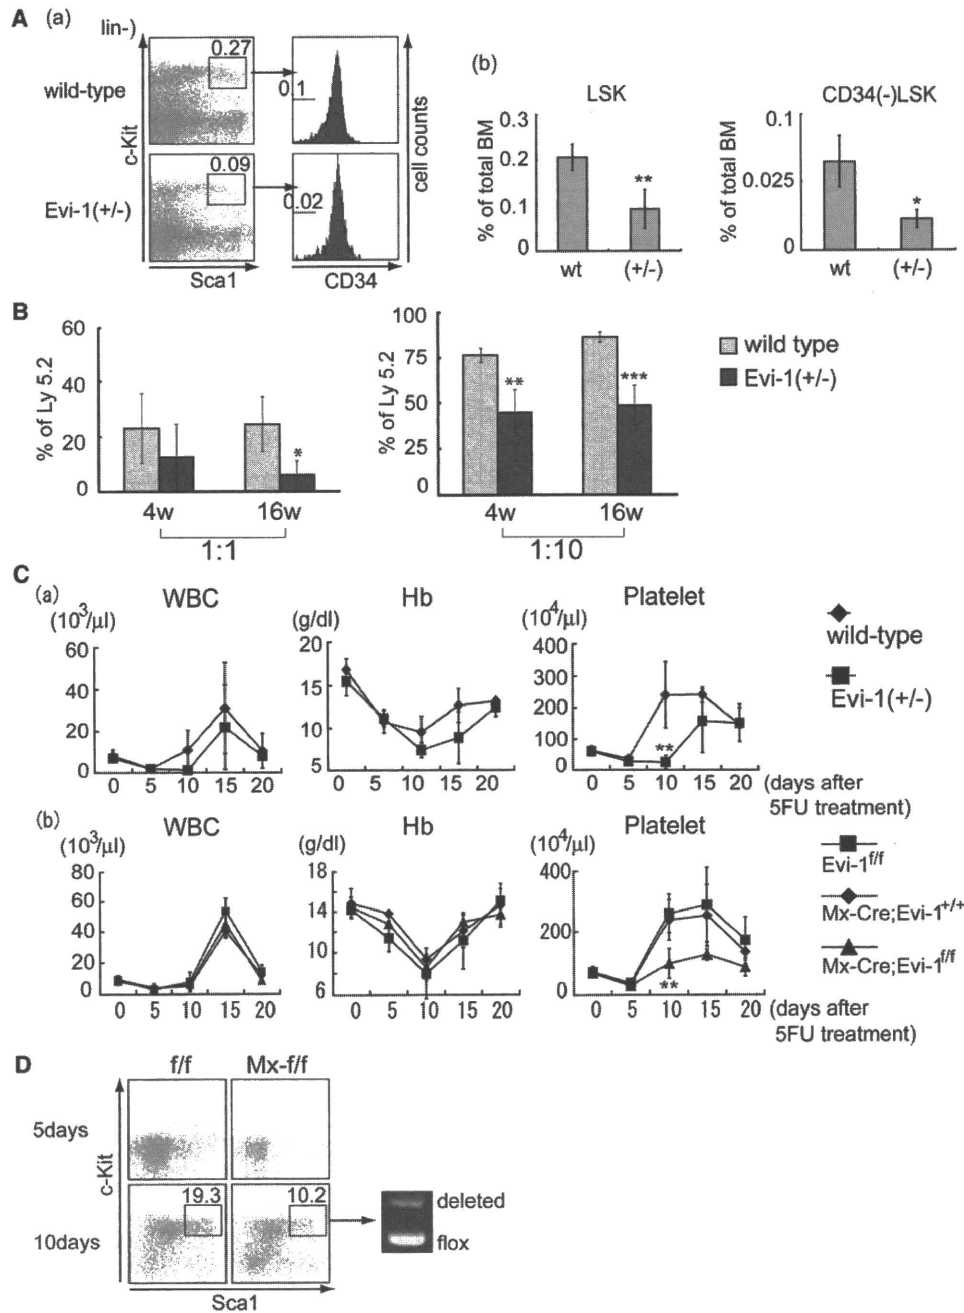 A (a)
lin-)
wild-type
Evi-1(+/-)
c-Kit
0.27
0.09
Sca1
0.1
0.02
CD34
cell counts
(b)
LSK
% of total BM
0.3
0.2
0.1
0
wt (+/-)
**
CD34(-)LSK
% of total BM
0.1
0.025
0
wt (+/-)
*
B
% of Ly 5.2
60
40
20
0
*
4w 16w
1:1
% of Ly 5.2
100
75
50
25
0
**
***
4w 16w
1:10
wild type
Evi-1(+/-)
C
(a)
WBC
(10³/µl)
60
40
20
0
0 5 10 15 20
Hb
(g/dl)
20
15
10
5
0 5 10 15 20
Platelet
(10⁴/µl)
400
300
200
100
0
**
0 5 10 15 20
(days after
5FU treatment)
wild-type
Evi-1(+/-)
(b)
WBC
(10³/µl)
80
60
40
20
0
0 5 10 15 20
Hb
(g/dl)
18
14
10
6
0 5 10 15 20
Platelet
(10⁴/µl)
400
200
0
**
0 5 10 15 20
(days after
5FU treatment)
Evi-1f/f
Mx-Cre;Evi-1+/+
Mx-Cre;Evi-1f/f
D
f/f Mx-f/f
5days
10days
c-Kit
19.3
10.2
Sca1
deleted
flox